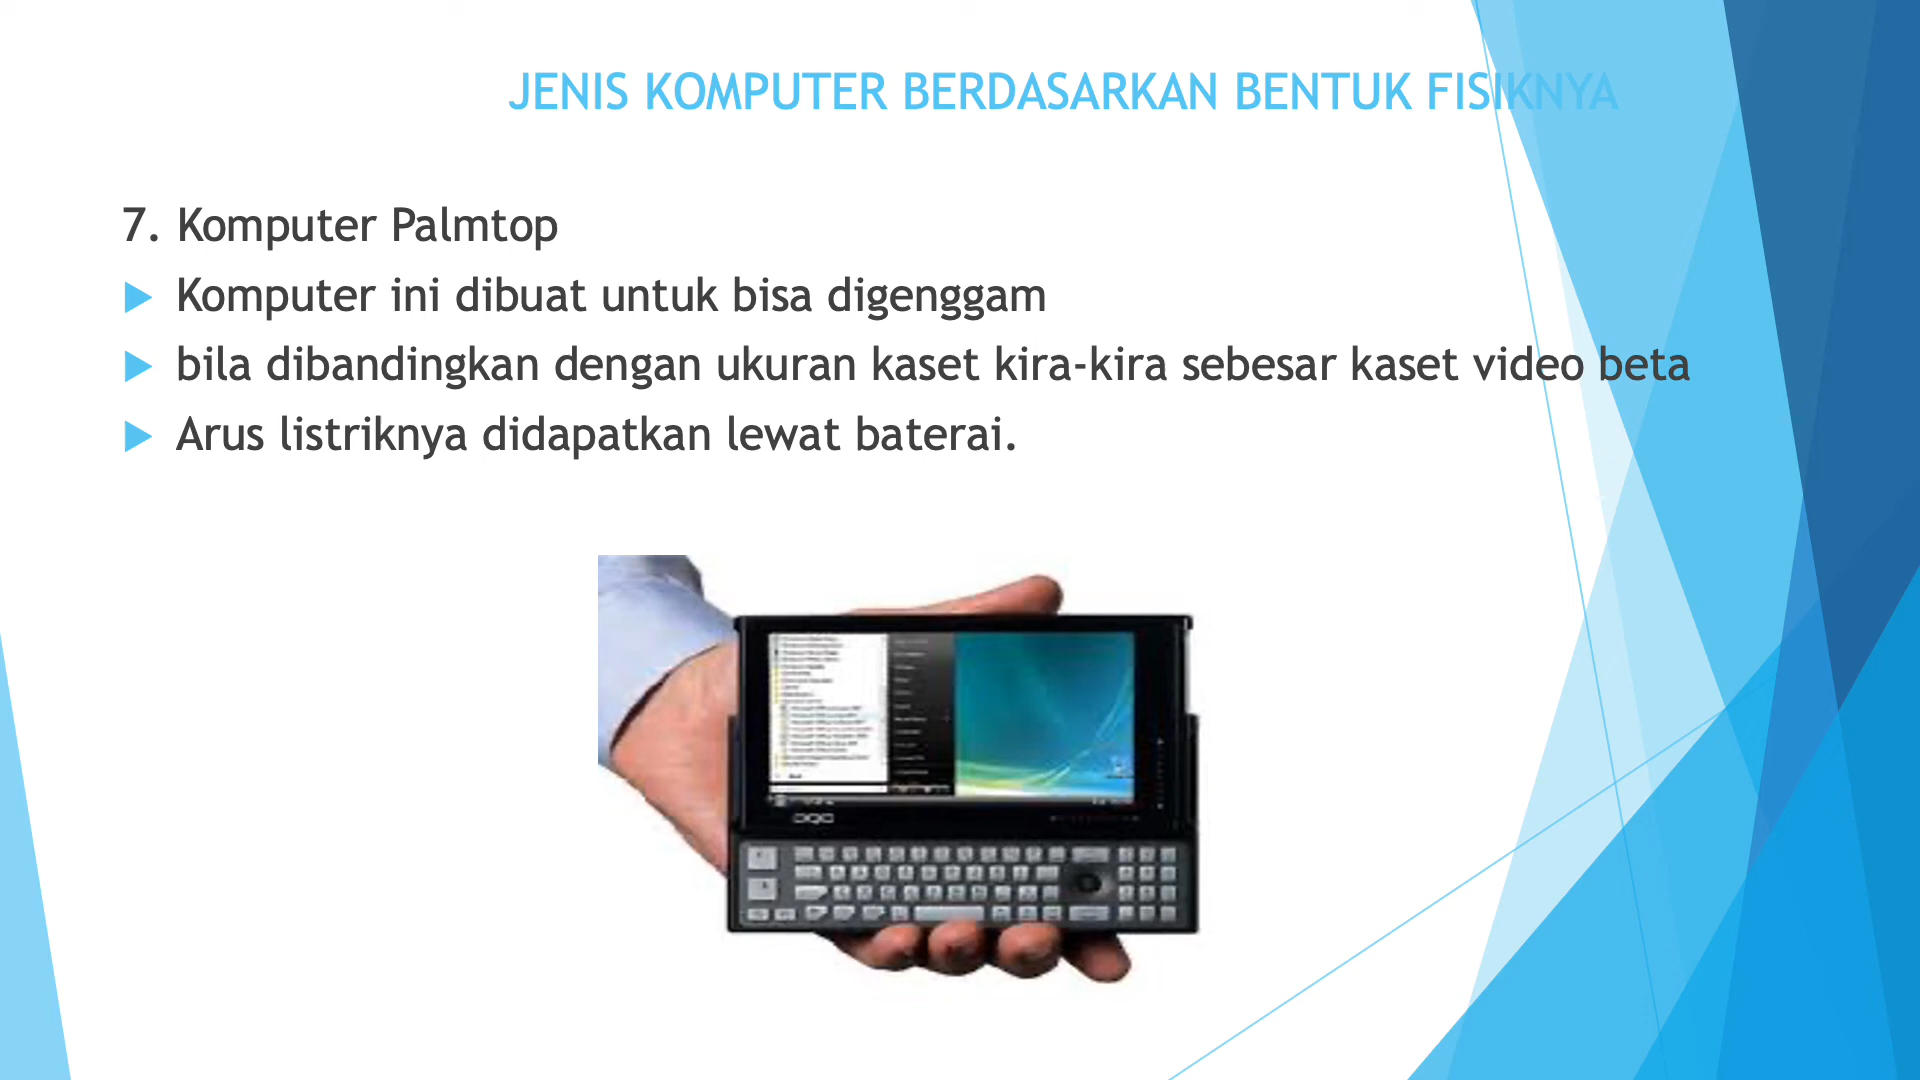 JENIS KOMPUTER BERDASARKAN BENTUK FISIKNYA
7. Komputer Palmtop
Komputer ini dibuat untuk bisa digenggam
bila dibandingkan dengan ukuran kaset kira-kira sebesar kaset video beta
Arus listriknya didapatkan lewat baterai.
OQO